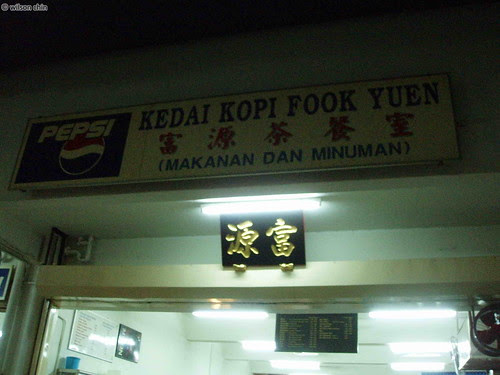 © wilson chin
PEPSI
KEDAI KOPI FOOK YUEN
富源茶餐室
(MAKANAN DAN MINUMAN)
源富